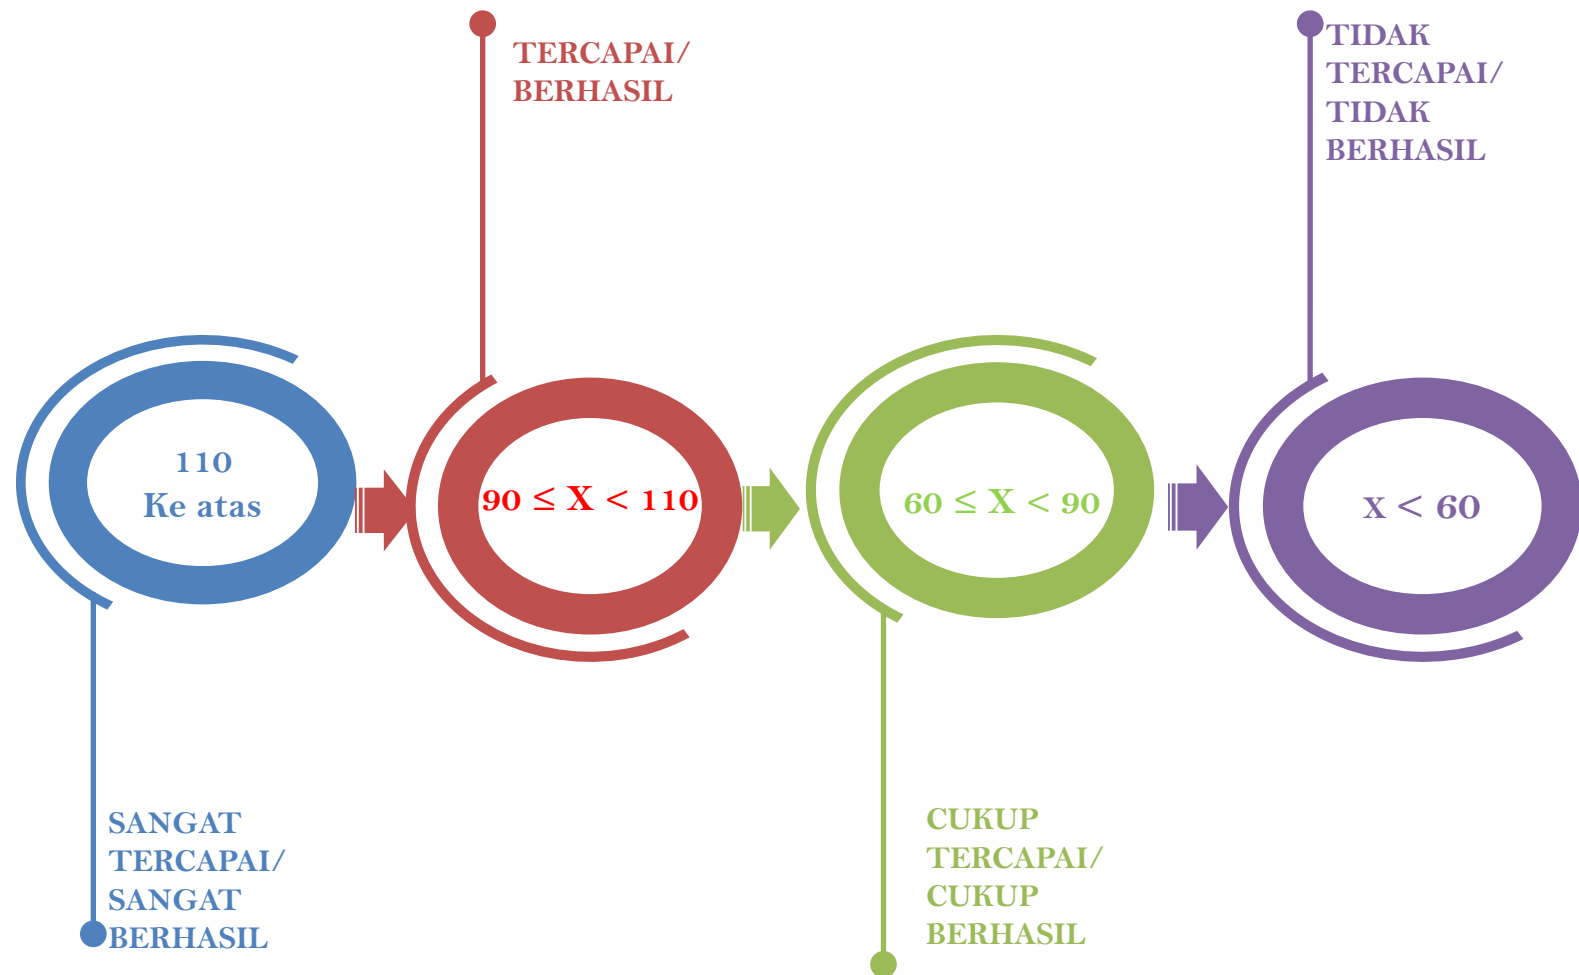 TERCAPAI/
BERHASIL
TIDAK
TERCAPAI/
TIDAK
BERHASIL
110
Ke atas
90 ≤ X < 110
60 ≤ X < 90
X < 60
SANGAT
TERCAPAI/
SANGAT
BERHASIL
CUKUP
TERCAPAI/
CUKUP
BERHASIL